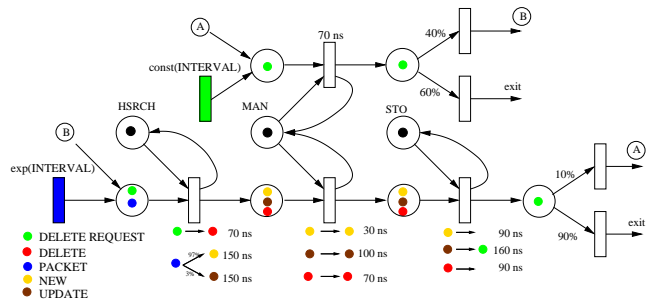 A
70 ns
40%
B
const(INTERVAL)
60%
exit
HSRCH
MAN
STO
B
A
exp(INTERVAL)
10%
90%
exit
DELETE REQUEST
DELETE
PACKET
NEW
UPDATE
70 ns
97%
150 ns
3%
150 ns
30 ns
100 ns
70 ns
90 ns
160 ns
90 ns